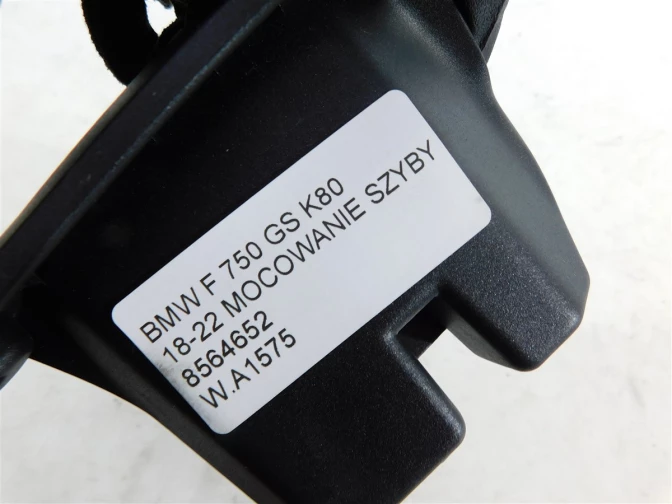 BMW F 750 GS K80
18-22 MOCOWANIE SZYBY
8564652
W.A1575